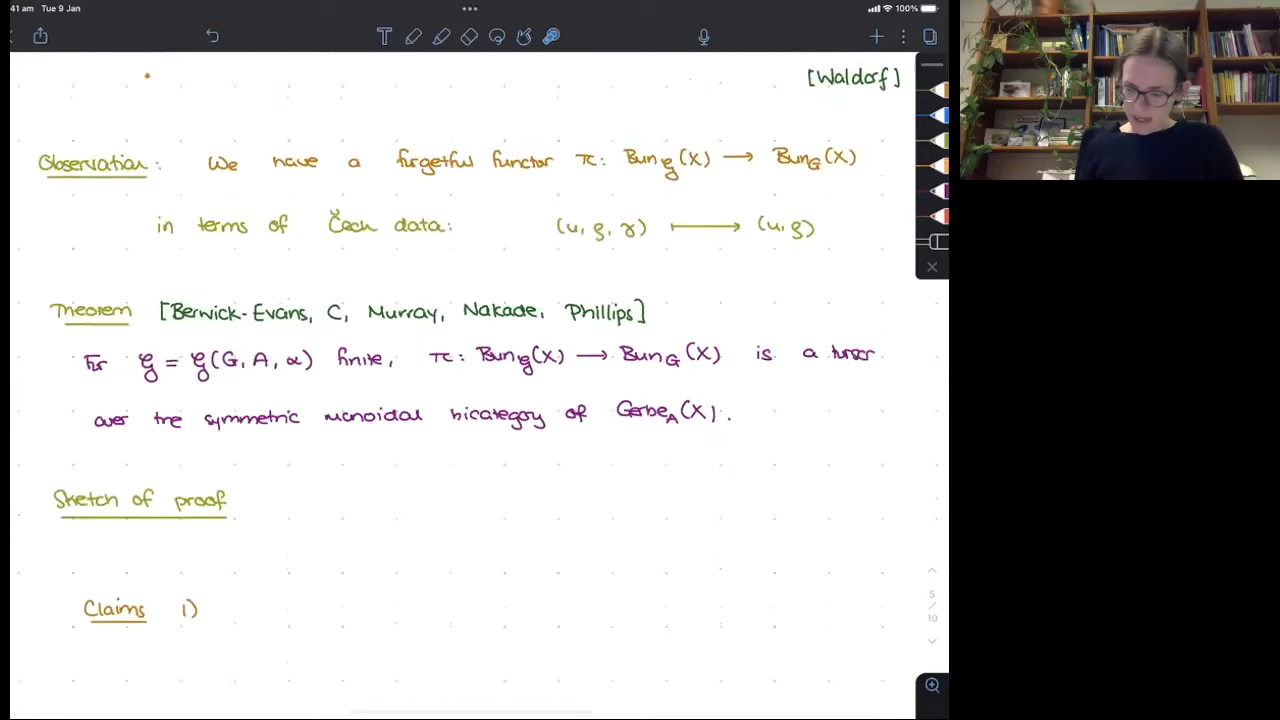 41 am Tue 9 Jan
100%
[Waldorf]
Observation: We have a forgetful functor π: Bun_𝒢(X) → Bun_G(X)
in terms of Čech data: (u, ρ, γ) ⟼ (u, ρ)
Theorem [Berwick-Evans, C, Murray, Nakade, Phillips]
For 𝒢 = 𝒢(G, A, α) finite, π: Bun_𝒢(X) → Bun_G(X) is a torsor
over the symmetric monoidal bicategory of Gerbe_A(X).
Sketch of proof
Claims 1)
5
/
10